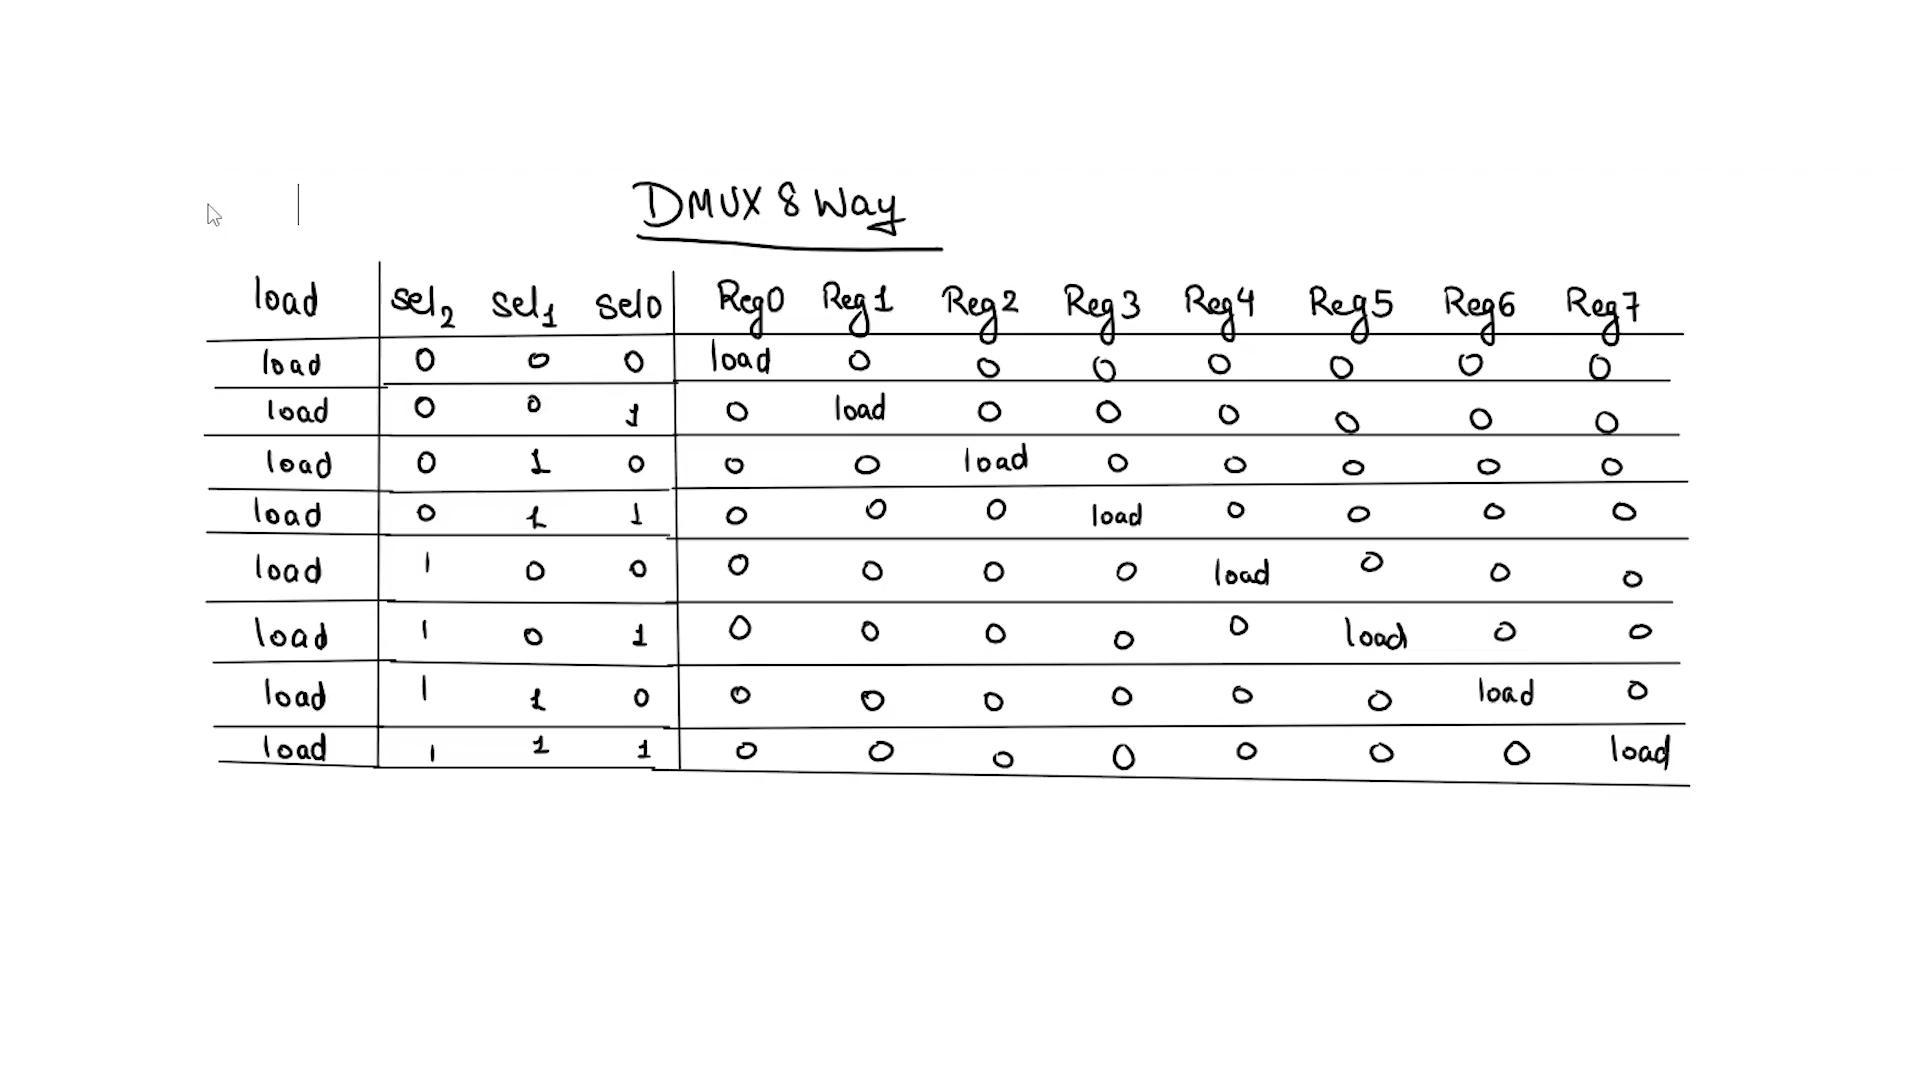 DMUX 8 Way
load sel2 sel1 sel0 Reg0 Reg1 Reg2 Reg3 Reg4 Reg5 Reg6 Reg7
load 0 0 0 load 0 0 0 0 0 0 0
load 0 0 1 0 load 0 0 0 0 0 0
load 0 1 0 0 0 load 0 0 0 0 0
load 0 1 1 0 0 0 load 0 0 0 0
load 1 0 0 0 0 0 0 load 0 0 0
load 1 0 1 0 0 0 0 0 load 0 0
load 1 1 0 0 0 0 0 0 0 load 0
load 1 1 1 0 0 0 0 0 0 0 load